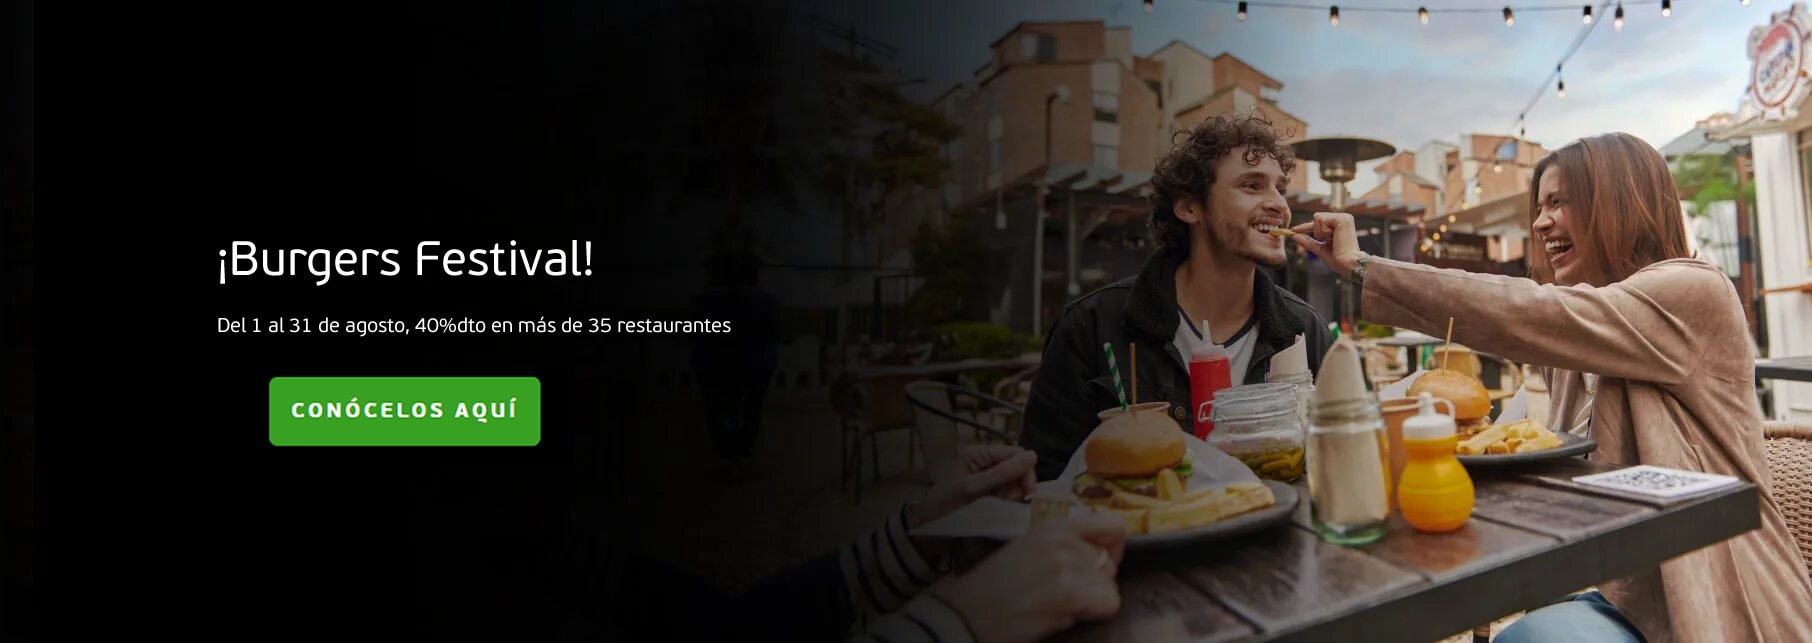 ¡Burgers Festival!
Del 1 al 31 de agosto, 40%dto en más de 35 restaurantes
CONÓCELOS AQUÍ